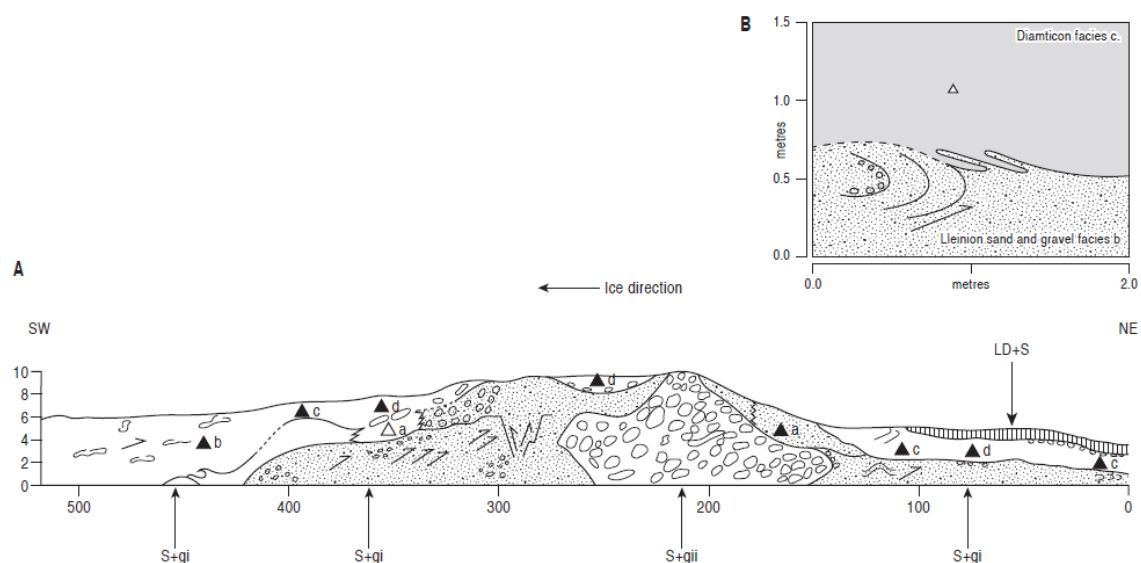 A
B
1.5
1.0
0.5
0.0
metres
Diamticon facies c.
Lleinion sand and gravel facies b
0.0
metres
2.0
Ice direction
SW
NE
LD+S
10
8
6
4
2
0
b
c
d
a
d
a
c
d
c
500
400
300
200
100
0
S+gi
S+gi
S+gii
S+gi